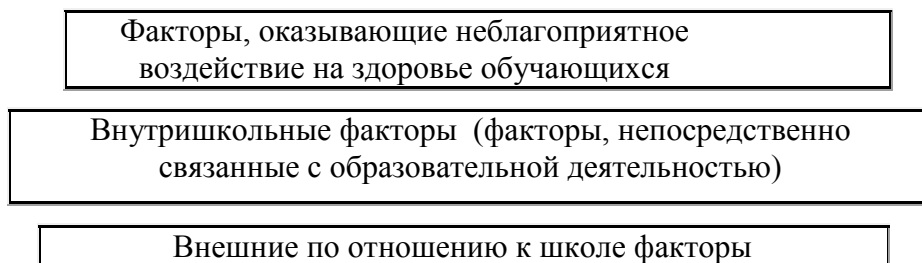 Факторы, оказывающие неблагоприятное
воздействие на здоровье обучающихся
Внутришкольные факторы (факторы, непосредственно
связанные с образовательной деятельностью)
Внешние по отношению к школе факторы